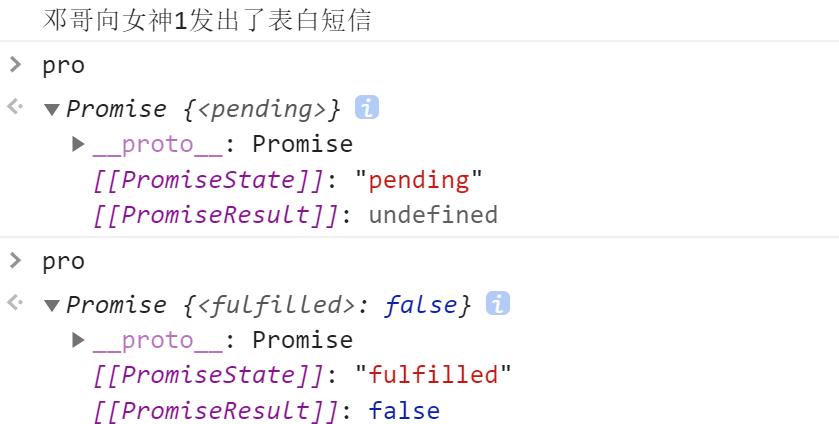 邓哥向女神1发出了表白短信
> pro
<· ▼Promise {<pending>} i
▶__proto__: Promise
[[PromiseState]]: "pending"
[[PromiseResult]]: undefined
> pro
<· ▼Promise {<fulfilled>: false} i
▶__proto__: Promise
[[PromiseState]]: "fulfilled"
[[PromiseResult]]: false